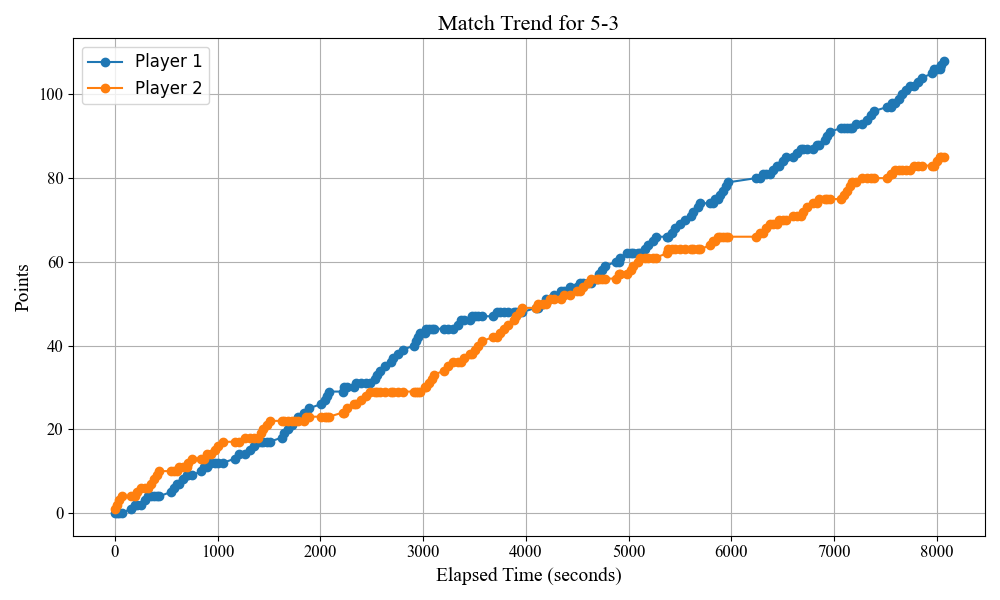 Match Trend for 5-3
Player 1
Player 2
Points
100
80
60
40
20
0
0 1000 2000 3000 4000 5000 6000 7000 8000
Elapsed Time (seconds)